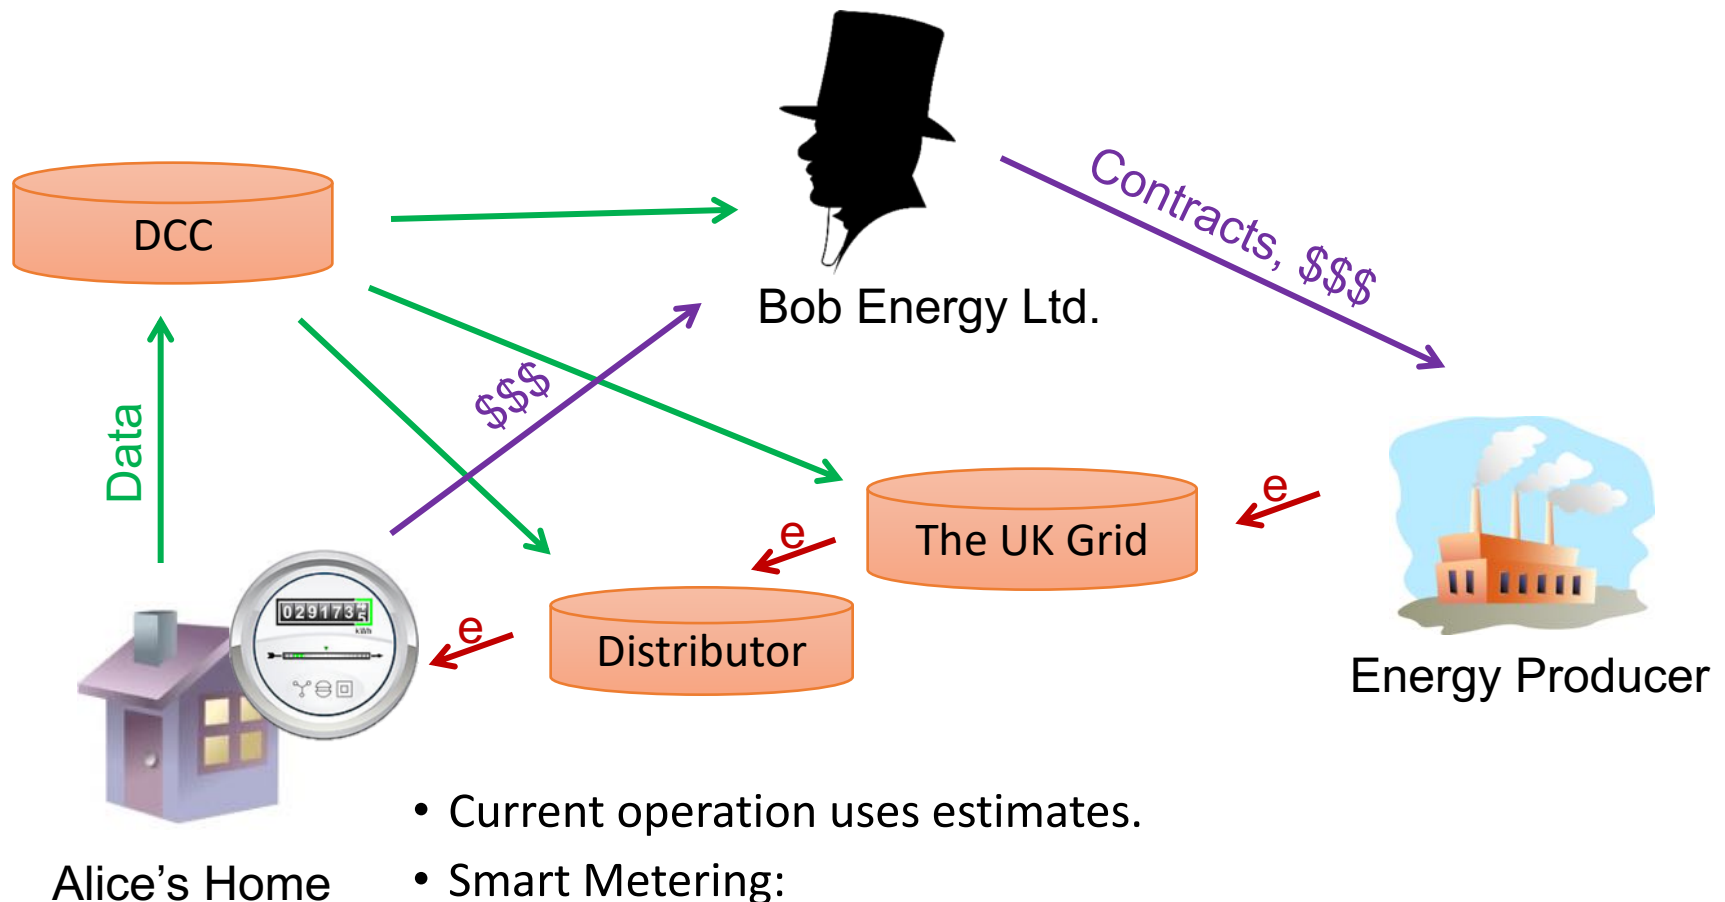 DCC
Contracts, $$$
Bob Energy Ltd.
$$$
Data
e
The UK Grid
e
029173
kWh
e
Distributor
Energy Producer
• Current operation uses estimates.
Alice's Home
• Smart Metering: